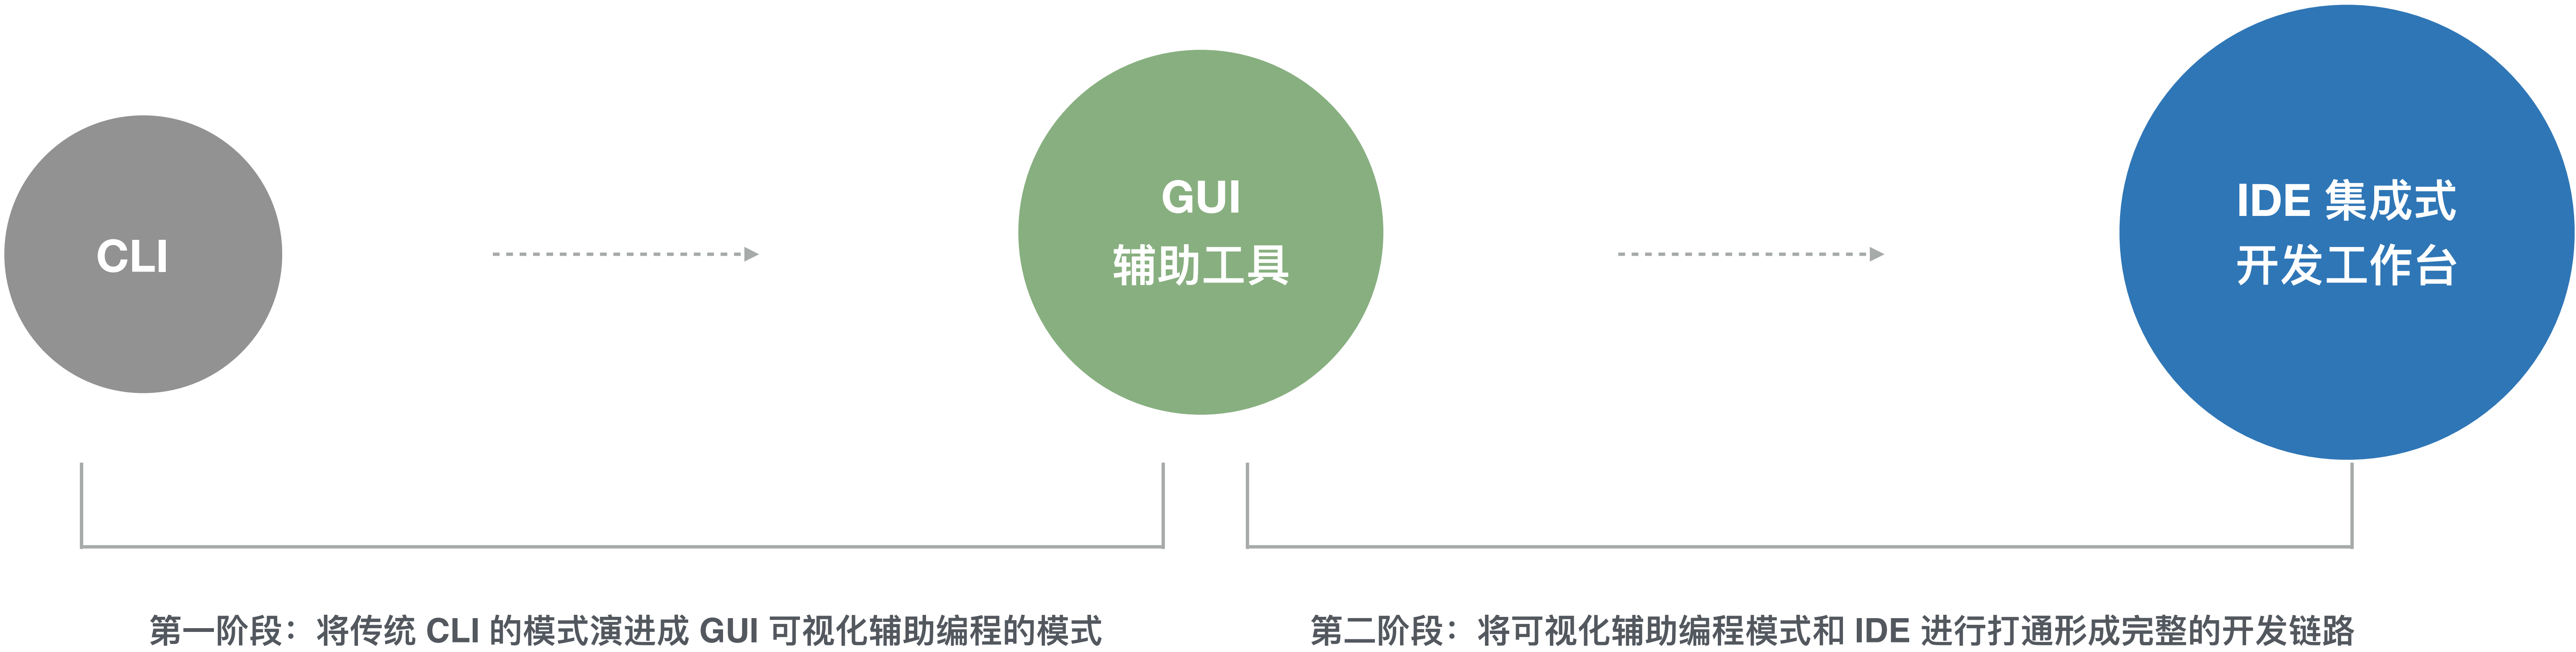 CLI
GUI
辅助工具
IDE 集成式
开发工作台
第一阶段：将传统 CLI 的模式演进成 GUI 可视化辅助编程的模式
第二阶段：将可视化辅助编程模式和 IDE 进行打通形成完整的开发链路